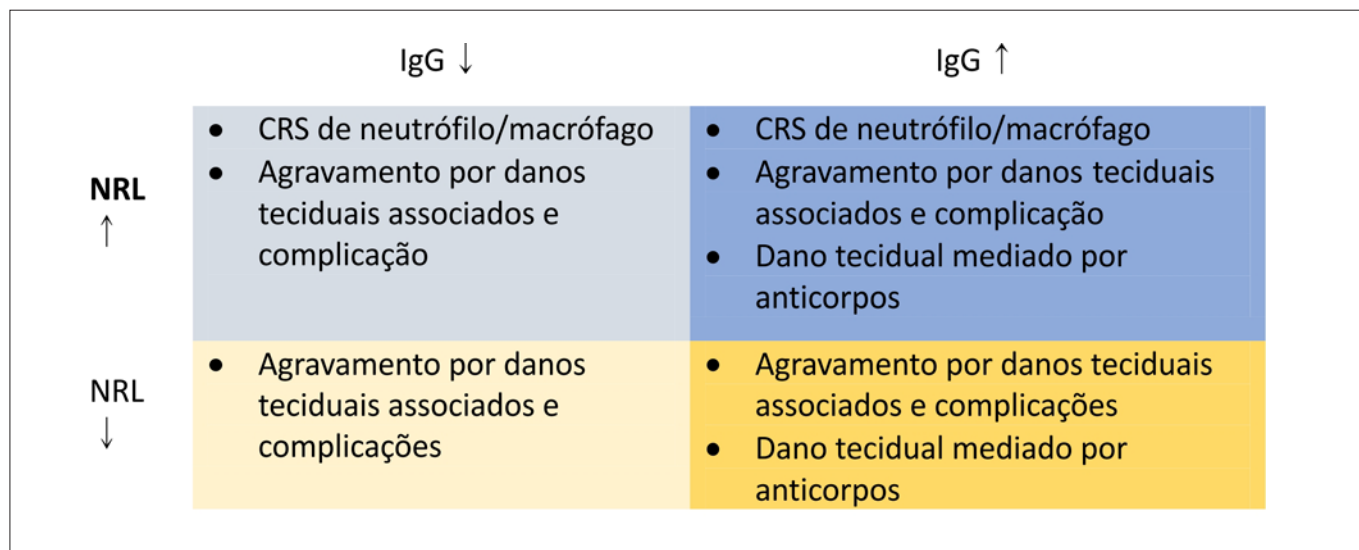 IgG ↓
IgG ↑
NRL
↑
• CRS de neutrófilo/macrófago
• Agravamento por danos
teciduais associados e
complicação
• CRS de neutrófilo/macrófago
• Agravamento por danos teciduais
associados e complicação
• Dano tecidual mediado por
anticorpos
NRL
↓
• Agravamento por danos
teciduais associados e
complicações
• Agravamento por danos teciduais
associados e complicações
• Dano tecidual mediado por
anticorpos